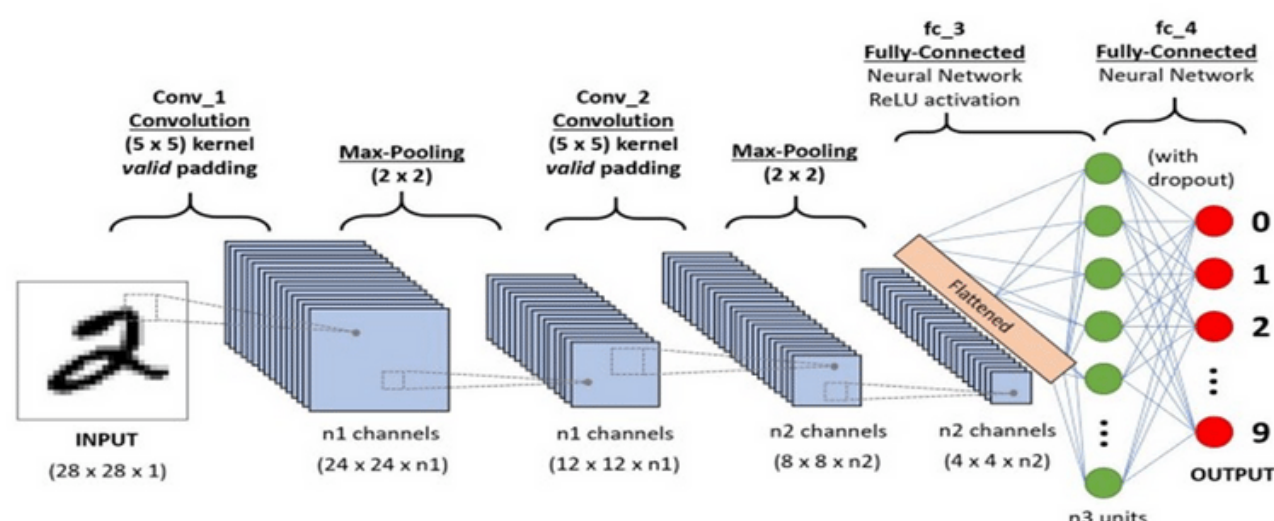 fc_3
Fully-Connected
Neural Network
ReLU activation
fc_4
Fully-Connected
Neural Network
Conv_1
Convolution
(5 x 5) kernel
valid padding
Max-Pooling
(2 x 2)
Conv_2
Convolution
(5 x 5) kernel
valid padding
Max-Pooling
(2 x 2)
(with
dropout)
Flattened
0
1
2
9
INPUT
(28 x 28 x 1)
n1 channels
(24 x 24 x n1)
n1 channels
(12 x 12 x n1)
n2 channels
(8 x 8 x n2)
n2 channels
(4 x 4 x n2)
OUTPUT
n3 units